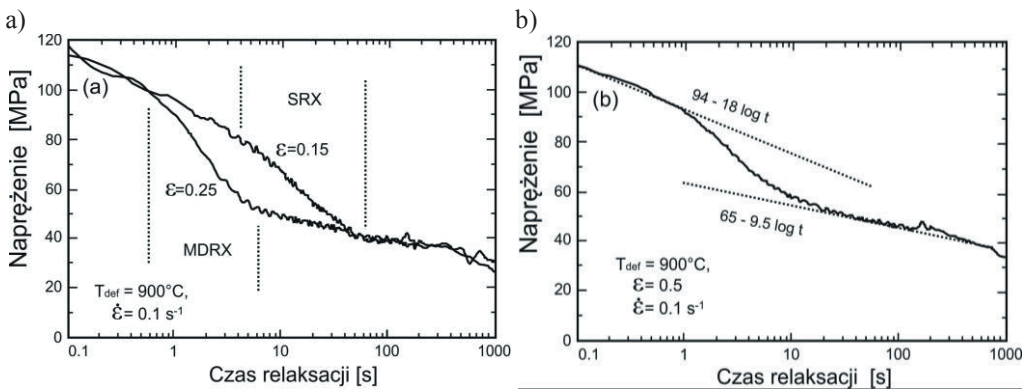 a)
Naprężenie [MPa]
120
100
80
60
40
20
0
(a)
SRX
ε=0.15
ε=0.25
MDRX
Tdef = 900°C,
ε̇= 0.1 s⁻¹
0.1 1 10 100 1000
Czas relaksacji [s]
b)
Naprężenie [MPa]
120
100
80
60
40
20
0
(b)
94 - 18 log t
65 - 9.5 log t
Tdef = 900°C,
ε = 0.5
ε̇= 0.1 s⁻¹
0.1 1 10 100 1000
Czas relaksacji [s]